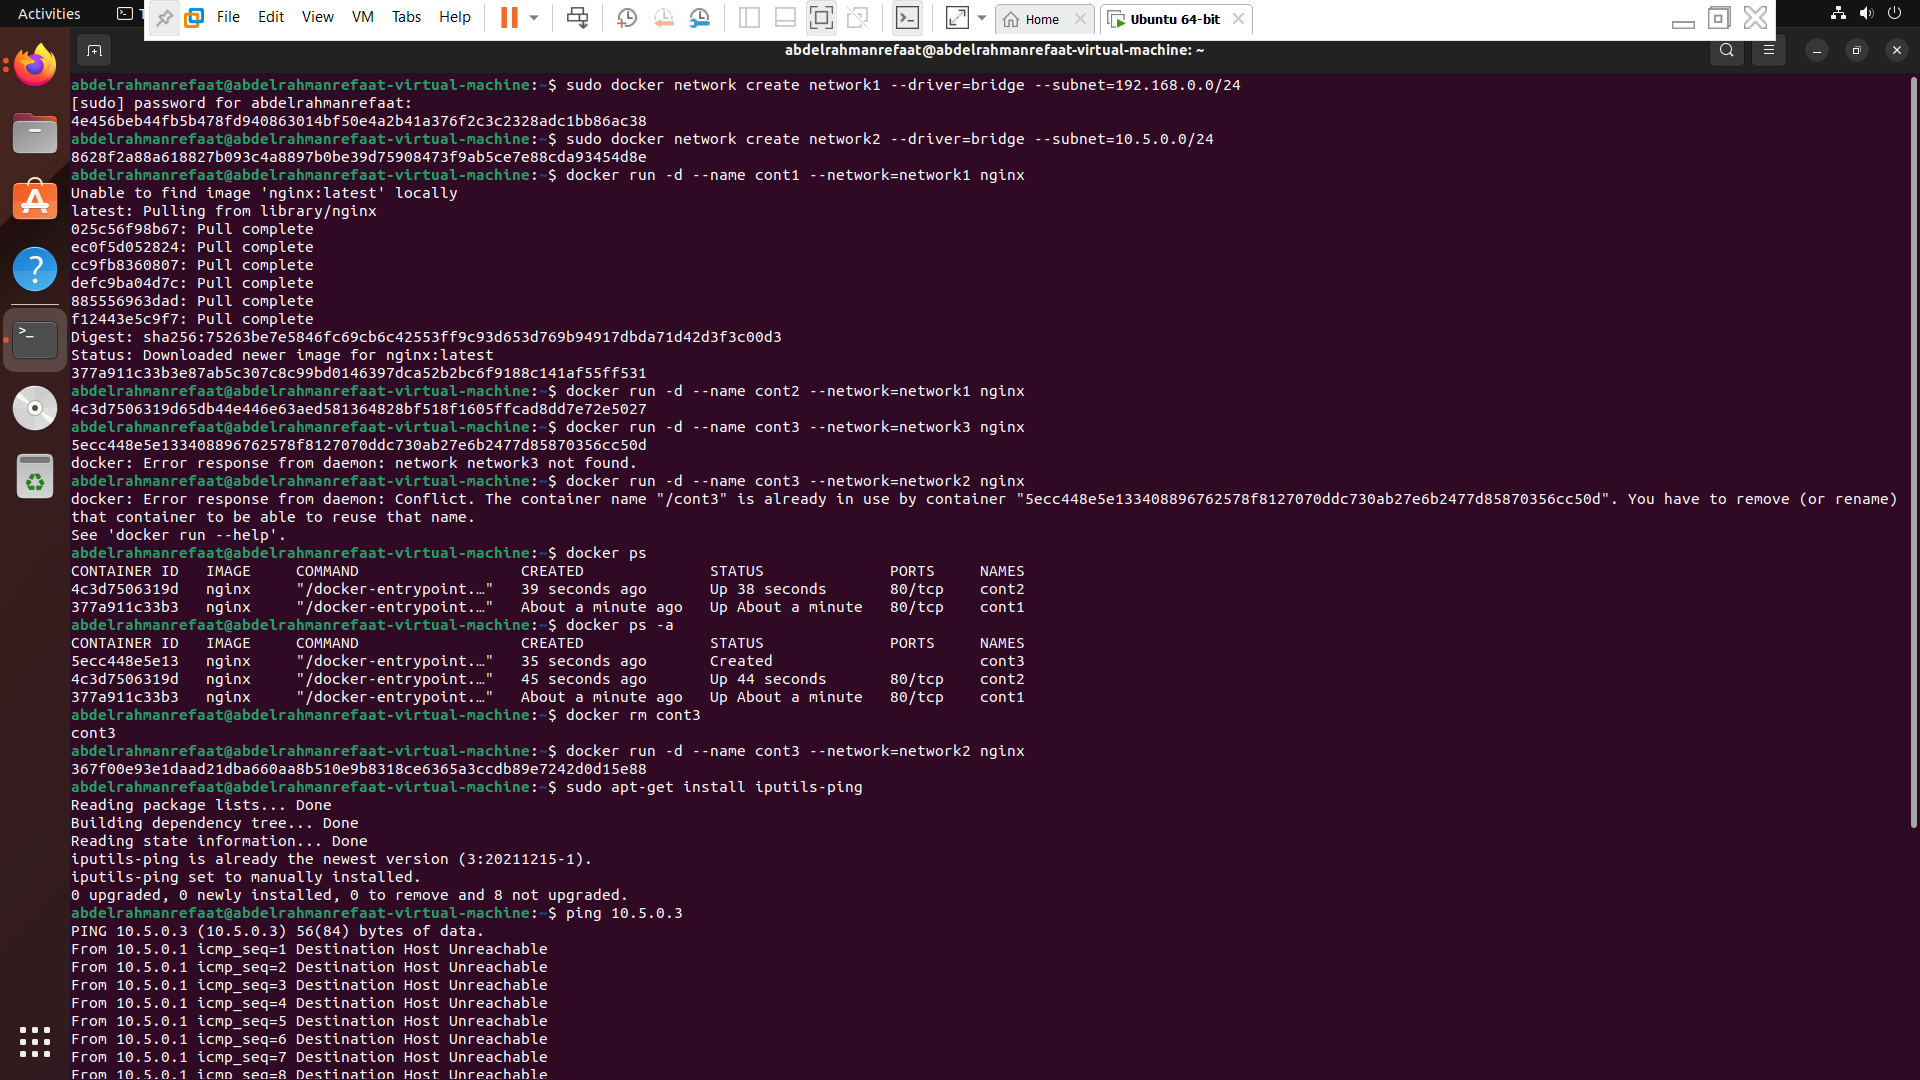 Activities
File Edit View VM Tabs Help
Home
Ubuntu 64-bit
abdelrahmanrefaat@abdelrahmanrefaat-virtual-machine: ~
abdelrahmanrefaat@abdelrahmanrefaat-virtual-machine:~$ sudo docker network create network1 --driver=bridge --subnet=192.168.0.0/24
[sudo] password for abdelrahmanrefaat:
4e456beb44fb5b478fd940863014bf50e4a2b41a376f2c3c2328adc1bb86ac38
abdelrahmanrefaat@abdelrahmanrefaat-virtual-machine:~$ sudo docker network create network2 --driver=bridge --subnet=10.5.0.0/24
8628f2a88a618827b093c4a8897b0be39d75908473f9ab5ce7e88cda93454d8e
abdelrahmanrefaat@abdelrahmanrefaat-virtual-machine:~$ docker run -d --name cont1 --network=network1 nginx
Unable to find image 'nginx:latest' locally
latest: Pulling from library/nginx
025c56f98b67: Pull complete
ec0f5d052824: Pull complete
cc9fb8360807: Pull complete
defc9ba04d7c: Pull complete
885556963dad: Pull complete
f12443e5c9f7: Pull complete
Digest: sha256:75263be7e5846fc69cb6c42553ff9c93d653d769b94917dbda71d42d3f3c00d3
Status: Downloaded newer image for nginx:latest
377a911c33b3e87ab5c307c8c99bd0146397dca52b2bc6f9188c141af55ff531
abdelrahmanrefaat@abdelrahmanrefaat-virtual-machine:~$ docker run -d --name cont2 --network=network1 nginx
4c3d7506319d65db44e446e63aed581364828bf518f1605ffcad8dd7e72e5027
abdelrahmanrefaat@abdelrahmanrefaat-virtual-machine:~$ docker run -d --name cont3 --network=network3 nginx
5ecc448e5e133408896762578f8127070ddc730ab27e6b2477d85870356cc50d
docker: Error response from daemon: network network3 not found.
abdelrahmanrefaat@abdelrahmanrefaat-virtual-machine:~$ docker run -d --name cont3 --network=network2 nginx
docker: Error response from daemon: Conflict. The container name "/cont3" is already in use by container "5ecc448e5e133408896762578f8127070ddc730ab27e6b2477d85870356cc50d". You have to remove (or rename)
that container to be able to reuse that name.
See 'docker run --help'.
abdelrahmanrefaat@abdelrahmanrefaat-virtual-machine:~$ docker ps
CONTAINER ID IMAGE COMMAND CREATED STATUS PORTS NAMES
4c3d7506319d nginx "/docker-entrypoint.…" 39 seconds ago Up 38 seconds 80/tcp cont2
377a911c33b3 nginx "/docker-entrypoint.…" About a minute ago Up About a minute 80/tcp cont1
abdelrahmanrefaat@abdelrahmanrefaat-virtual-machine:~$ docker ps -a
CONTAINER ID IMAGE COMMAND CREATED STATUS PORTS NAMES
5ecc448e5e13 nginx "/docker-entrypoint.…" 35 seconds ago Created cont3
4c3d7506319d nginx "/docker-entrypoint.…" 45 seconds ago Up 44 seconds 80/tcp cont2
377a911c33b3 nginx "/docker-entrypoint.…" About a minute ago Up About a minute 80/tcp cont1
abdelrahmanrefaat@abdelrahmanrefaat-virtual-machine:~$ docker rm cont3
cont3
abdelrahmanrefaat@abdelrahmanrefaat-virtual-machine:~$ docker run -d --name cont3 --network=network2 nginx
367f00e93e1daad21dba660aa8b510e9b8318ce6365a3ccdb89e7242d0d15e88
abdelrahmanrefaat@abdelrahmanrefaat-virtual-machine:~$ sudo apt-get install iputils-ping
Reading package lists... Done
Building dependency tree... Done
Reading state information... Done
iputils-ping is already the newest version (3:20211215-1).
iputils-ping set to manually installed.
0 upgraded, 0 newly installed, 0 to remove and 8 not upgraded.
abdelrahmanrefaat@abdelrahmanrefaat-virtual-machine:~$ ping 10.5.0.3
PING 10.5.0.3 (10.5.0.3) 56(84) bytes of data.
From 10.5.0.1 icmp_seq=1 Destination Host Unreachable
From 10.5.0.1 icmp_seq=2 Destination Host Unreachable
From 10.5.0.1 icmp_seq=3 Destination Host Unreachable
From 10.5.0.1 icmp_seq=4 Destination Host Unreachable
From 10.5.0.1 icmp_seq=5 Destination Host Unreachable
From 10.5.0.1 icmp_seq=6 Destination Host Unreachable
From 10.5.0.1 icmp_seq=7 Destination Host Unreachable
From 10.5.0.1 icmp_seq=8 Destination Host Unreachable